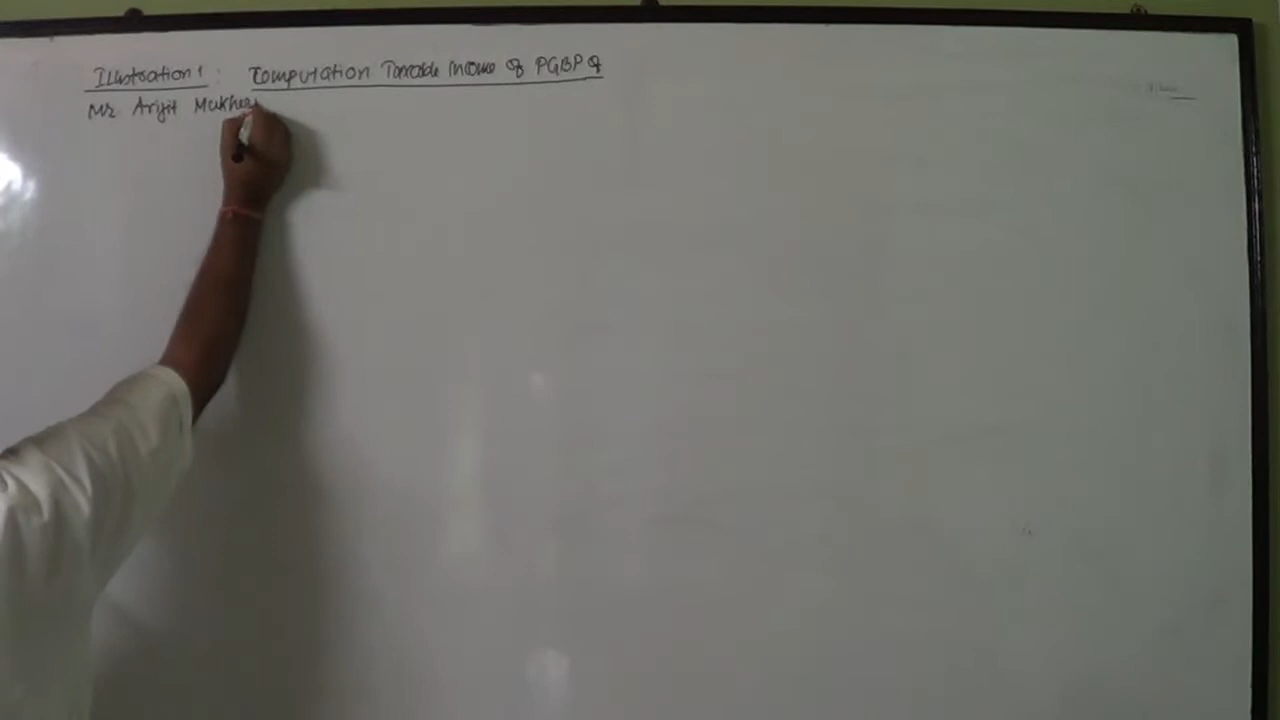 Illustration 1 : Computation Taxable Income of PGBP of
Mr Arijit Mukher